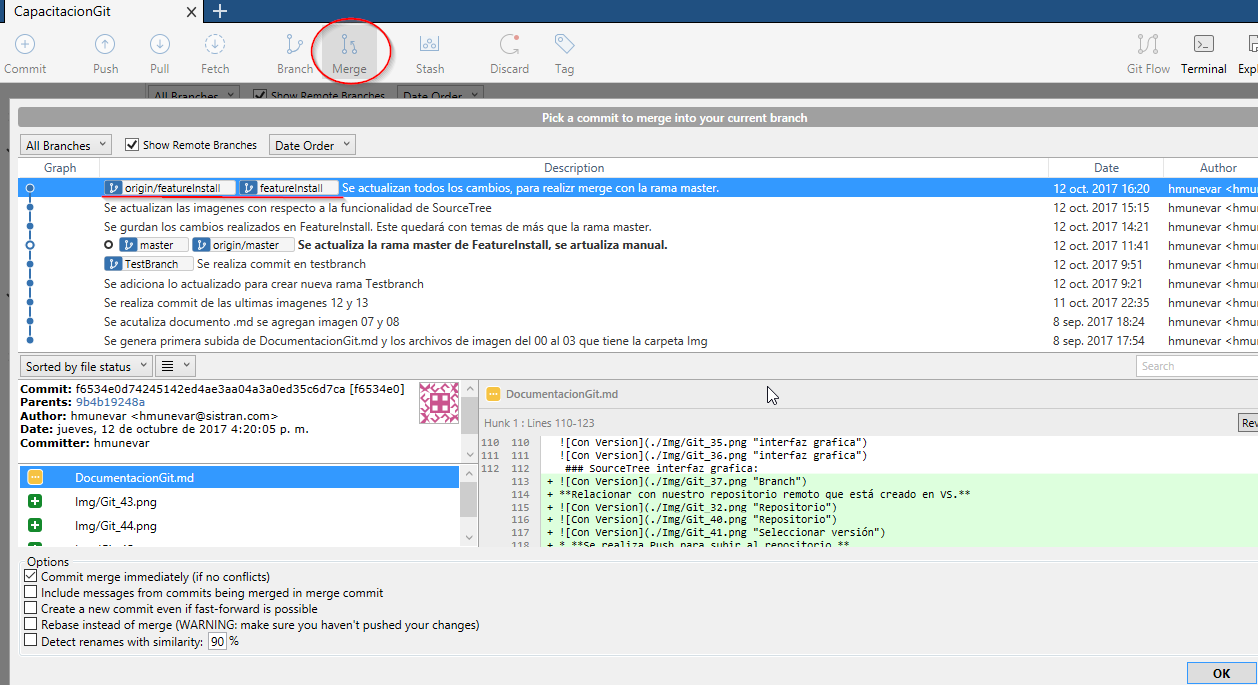 CapacitacionGit
Commit Push Pull Fetch Branch Merge Stash Discard Tag Git Flow Terminal Expl
All Branches Show Remote Branches Date Order
Pick a commit to merge into your current branch
All Branches Show Remote Branches Date Order
Graph Description Date Author
origin/featureInstall featureInstall Se actualizan todos los cambios, para realizr merge con la rama master. 12 oct. 2017 16:20 hmunevar <hmu
Se actualizan las imagenes con respecto a la funcionalidad de SourceTree 12 oct. 2017 15:15 hmunevar <hmu
Se gurdan los cambios realizados en FeatureInstall. Este quedará con temas de más que la rama master. 12 oct. 2017 14:21 hmunevar <hmu
master origin/master Se actualiza la rama master de FeatureInstall, se artualiza manual. 12 oct. 2017 11:41 hmunevar <hmu
TestBranch Se realiza commit en testbranch 12 oct. 2017 9:51 hmunevar <hmu
Se adiciona lo actualizado para crear nueva rama Testbranch 12 oct. 2017 9:21 hmunevar <hmu
Se realiza commit de las ultimas imagenes 12 y 13 11 oct. 2017 22:35 hmunevar <hmu
Se acutaliza documento .md se agregan imagen 07 y 08 8 sep. 2017 18:24 hmunevar <hmu
Se genera primera subida de DocumentacionGit.md y los archivos de imagen del 00 al 03 que tiene la carpeta Img 8 sep. 2017 17:54 hmunevar <hmu
Sorted by file status Search
Commit: f6534e0d74245142ed4ae3aa04a3a0ed35c6d7ca [f6534e0]
Parents: 9b4b19248a
Author: hmunevar <hmunevar@sistran.com>
Date: jueves, 12 de octubre de 2017 4:20:05 p. m.
Committer: hmunevar
DocumentacionGit.md
Img/Git_43.png
Img/Git_44.png
DocumentacionGit.md
Hunk 1 : Lines 110-123 Rev
110 110 ![Con Version](./Img/Git_35.png "interfaz grafica")
111 111 ![Con Version](./Img/Git_36.png "interfaz grafica")
112 112 ### SourceTree interfaz grafica:
113 + ![Con Version](./Img/Git_37.png "Branch")
114 + **Relacionar con nuestro repositorio remoto que está creado en VS.**
115 + ![Con Version](./Img/Git_32.png "Repositorio")
116 + ![Con Version](./Img/Git_40.png "Repositorio")
117 + ![Con Version](./Img/Git_41.png "Seleccionar versión")
118 + * **Se realiza Push para subir al repositorio.**
Options
Commit merge immediately (if no conflicts)
Include messages from commits being merged in merge commit
Create a new commit even if fast-forward is possible
Rebase instead of merge (WARNING: make sure you haven't pushed your changes)
Detect renames with similarity: 90 %
OK